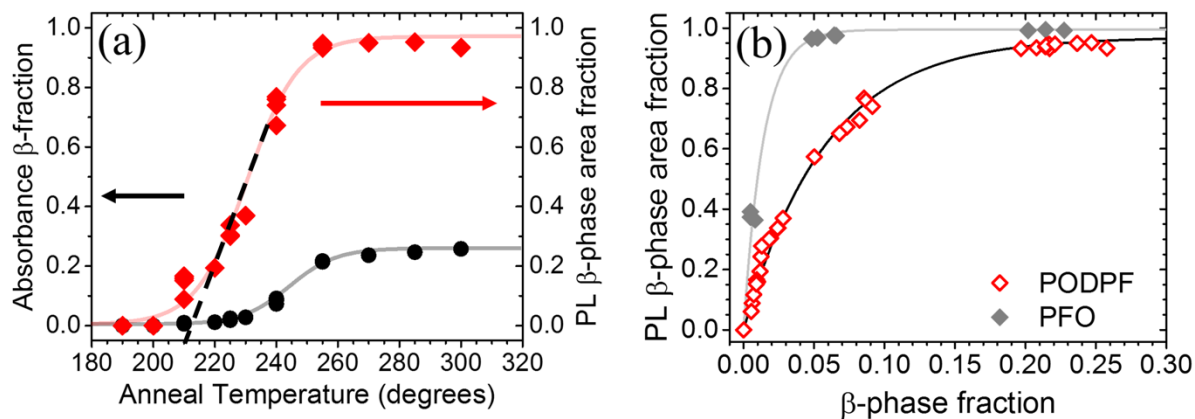 (a)
Absorbance β-fraction
1.0
0.8
0.6
0.4
0.2
0.0
180 200 220 240 260 280 300 320
Anneal Temperature (degrees)
1.0
0.8
0.6
0.4
0.2
0.0
PL β-phase area fraction
(b)
PL β-phase area fraction
1.0
0.8
0.6
0.4
0.2
0.0
PODPF
PFO
0.00 0.05 0.10 0.15 0.20 0.25 0.30
β-phase fraction